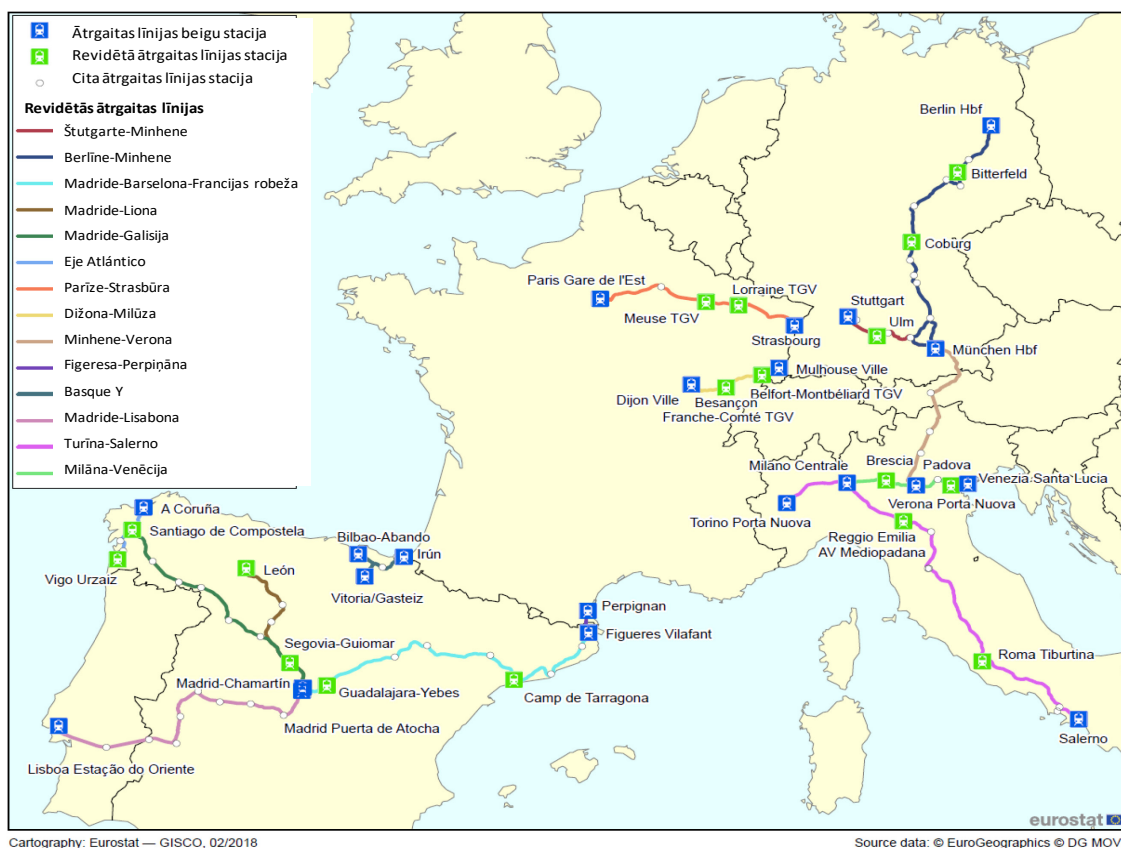 Ātrgaitas līnijas beigu stacija
Revidētā ātrgaitas līnijas stacija
Cita ātrgaitas līnijas stacija
Revidētās ātrgaitas līnijas
Štutgarte-Minhene
Berlīne-Minhene
Madride-Barselona-Francijas robeža
Madride-Liona
Madride-Galisija
Eje Atlántico
Parīze-Strasbūra
Dižona-Milūza
Minhene-Verona
Figeresa-Perpiņāna
Basque Y
Madride-Lisabona
Turīna-Salerno
Milāna-Venēcija
Berlin Hbf
Bitterfeld
Coburg
Paris Gare de l'Est
Lorraine TGV
Meuse TGV
Strasbourg
Stuttgart
Ulm
München Hbf
Mulhouse Ville
Belfort-Montbéliard TGV
Dijon Ville
Besançon
Franche-Comté TGV
Milano Centrale
Brescia
Padova
Venezia Santa Lucia
Verona Porta Nuova
Torino Porta Nuova
Reggio Emilia
AV Mediopadana
A Coruña
Santiago de Compostela
Bilbao-Abando
Irún
Vigo Urzaiz
León
Vitoria/Gasteiz
Perpignan
Figueres Vilafant
Segovia-Guiomar
Madrid-Chamartín
Guadalajara-Yebes
Camp de Tarragona
Madrid Puerta de Atocha
Roma Tiburtina
Salerno
Lisboa Estação do Oriente
eurostat
Cartography: Eurostat — GISCO, 02/2018
Source data: © EuroGeographics © DG MOV